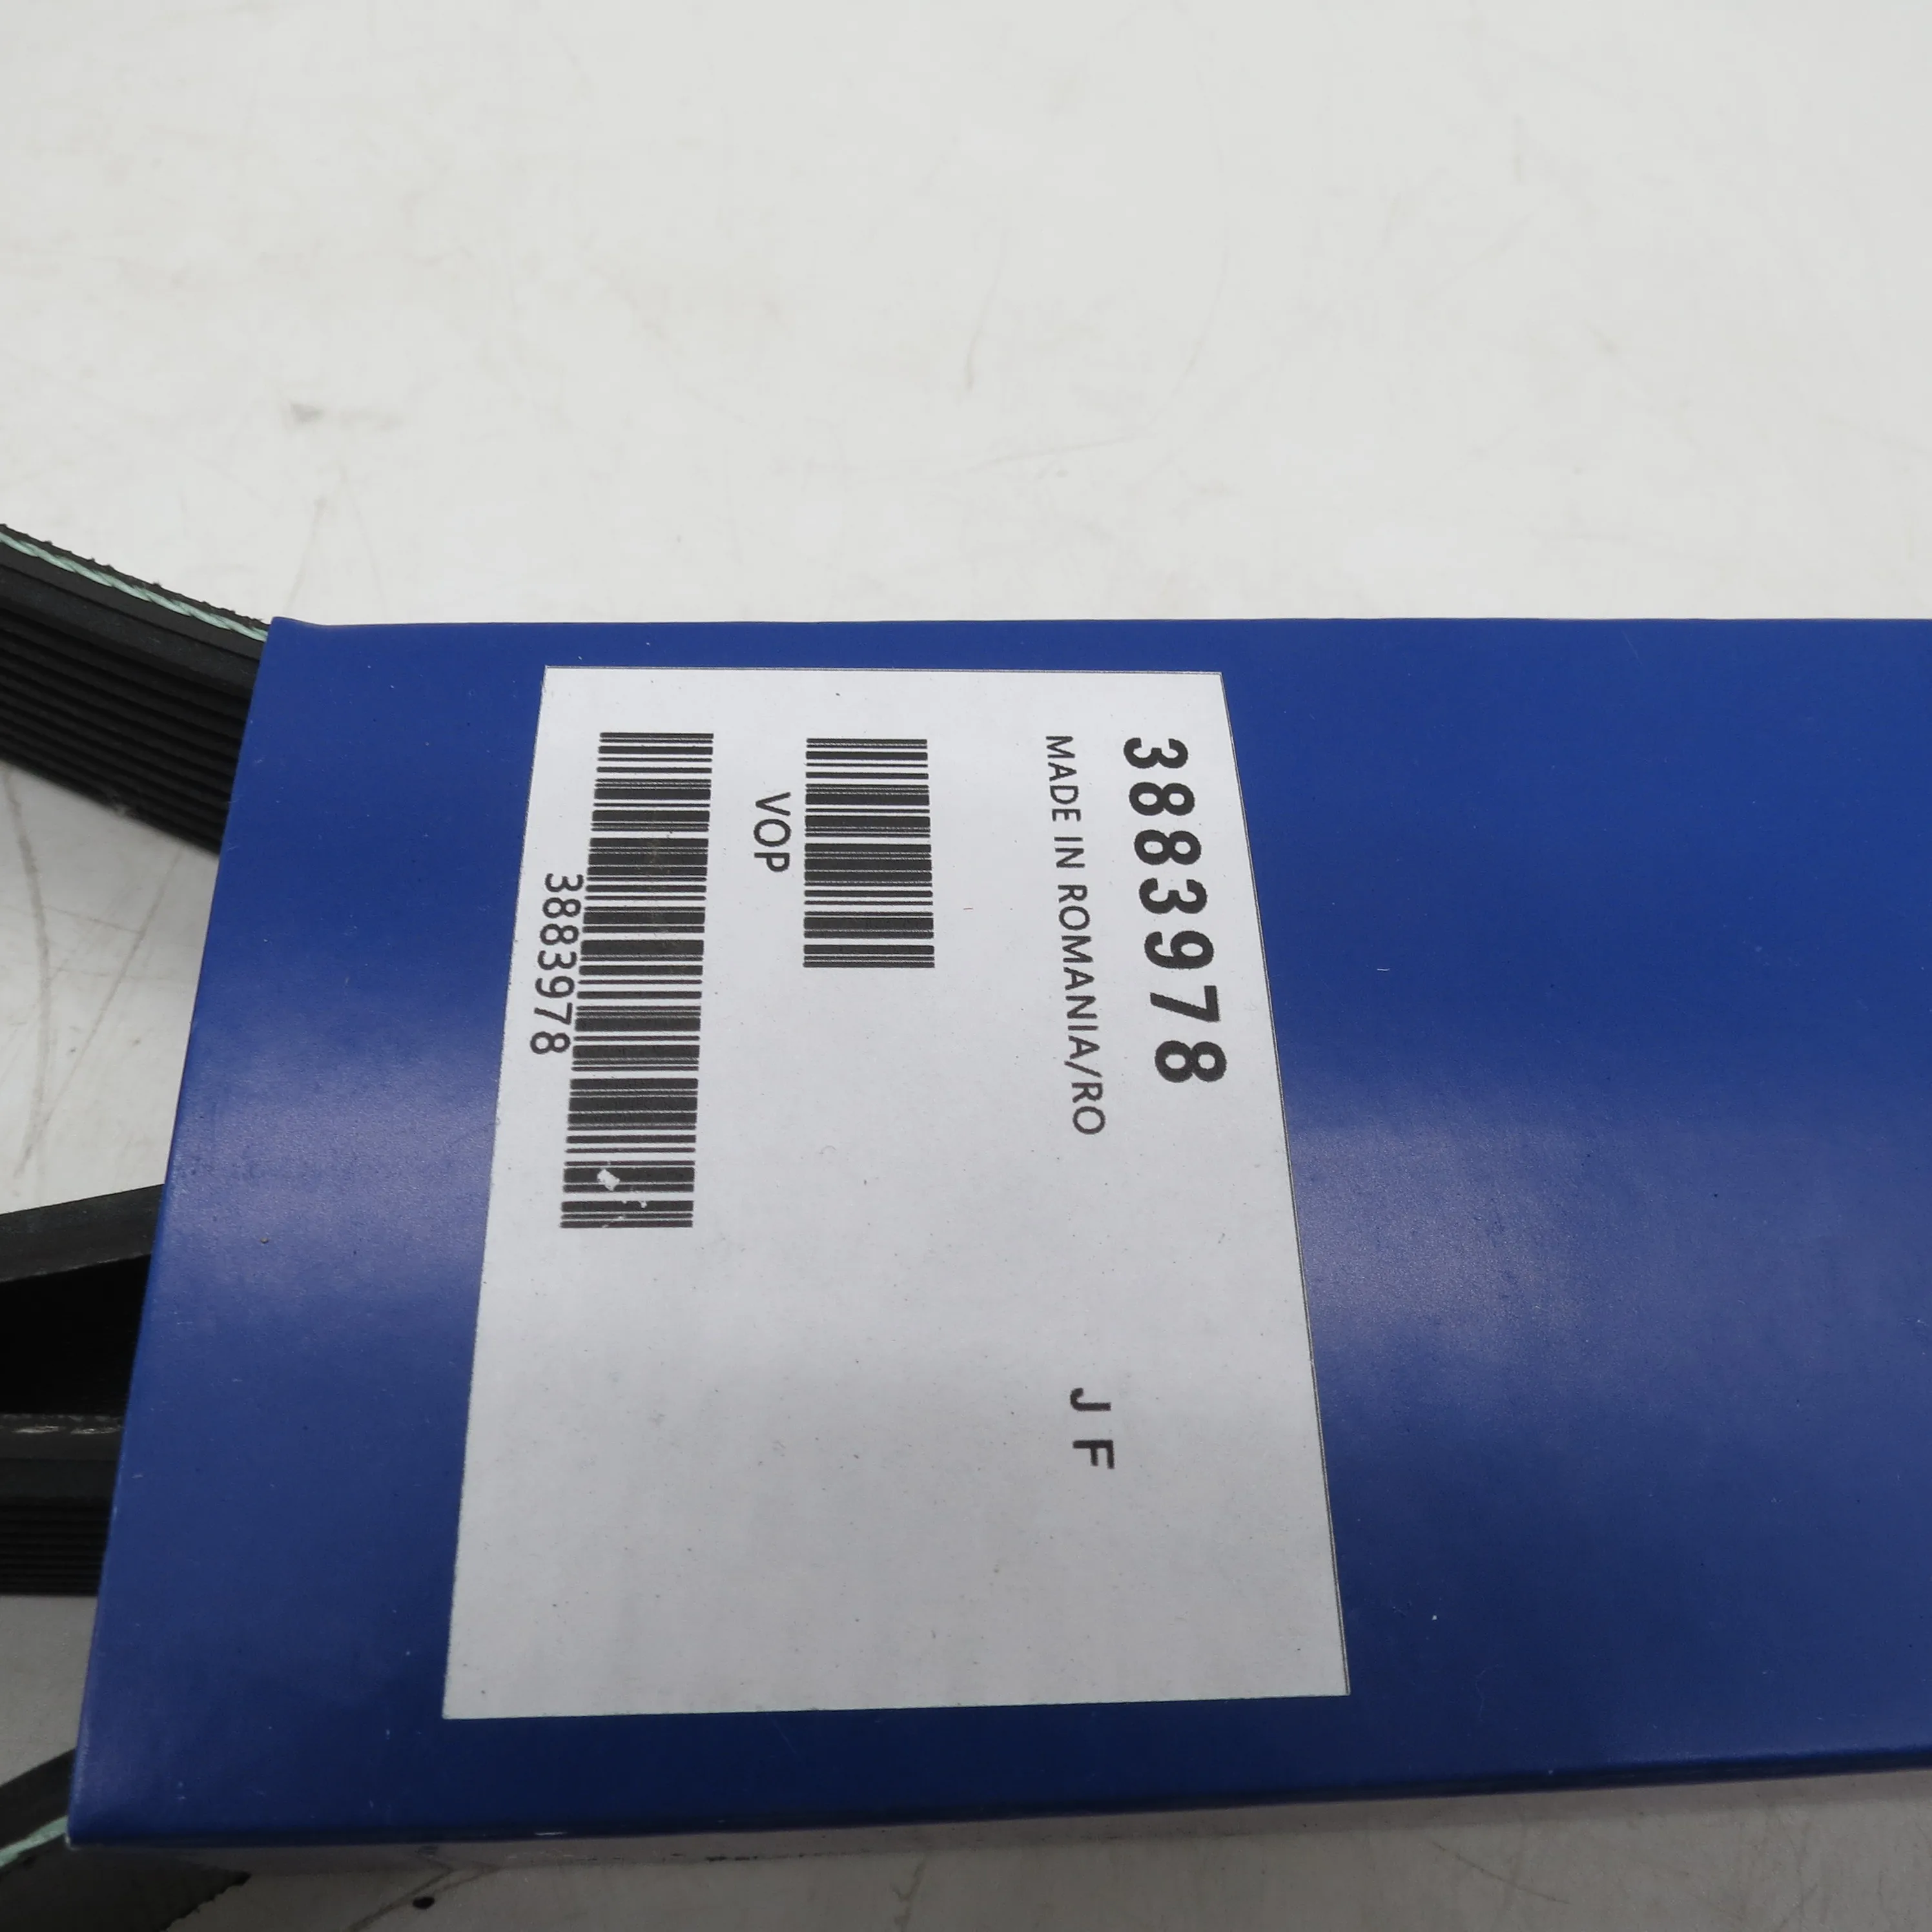 3883978
MADE IN ROMANIA/RO
J F
VOP
3883978